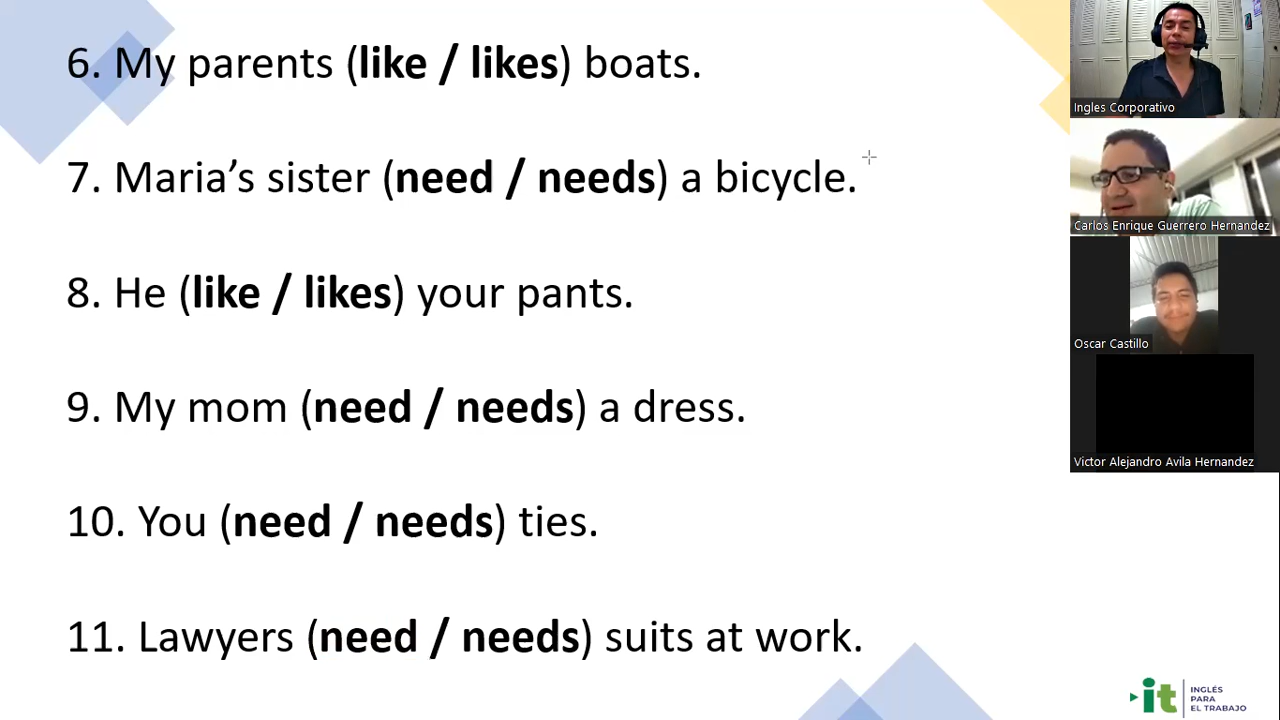 6. My parents (like / likes) boats.
7. Maria’s sister (need / needs) a bicycle.
8. He (like / likes) your pants.
9. My mom (need / needs) a dress.
10. You (need / needs) ties.
11. Lawyers (need / needs) suits at work.
Ingles Corporativo
Carlos Enrique Guerrero Hernandez
Oscar Castillo
Victor Alejandro Avila Hernandez
it
INGLÉS
PARA
EL TRABAJO